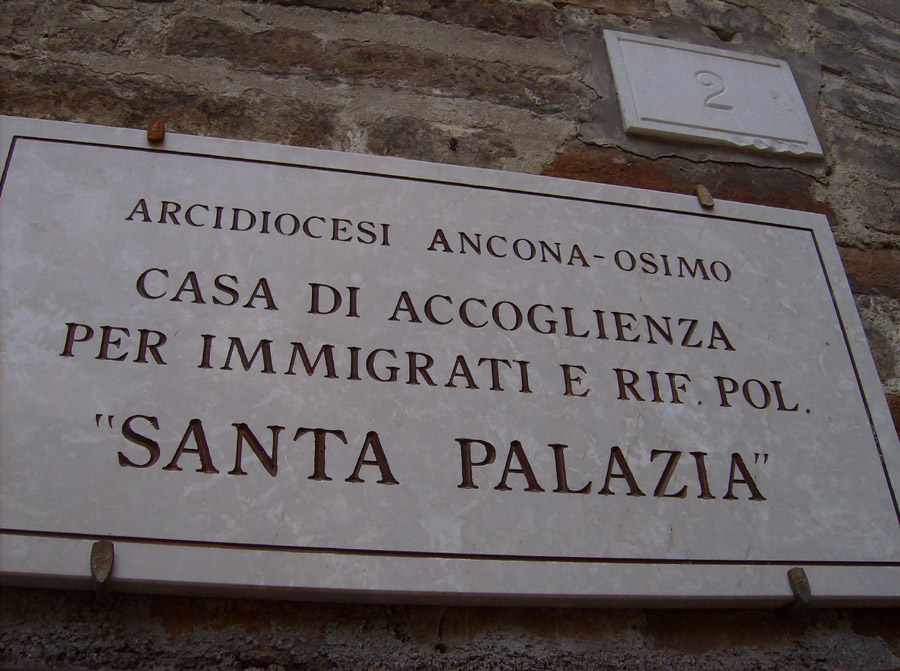 2
ARCIDIOCESI ANCONA-OSIMO
CASA DI ACCOGLIENZA
PER IMMIGRATI E RIF. POL.
"SANTA PALAZIA"